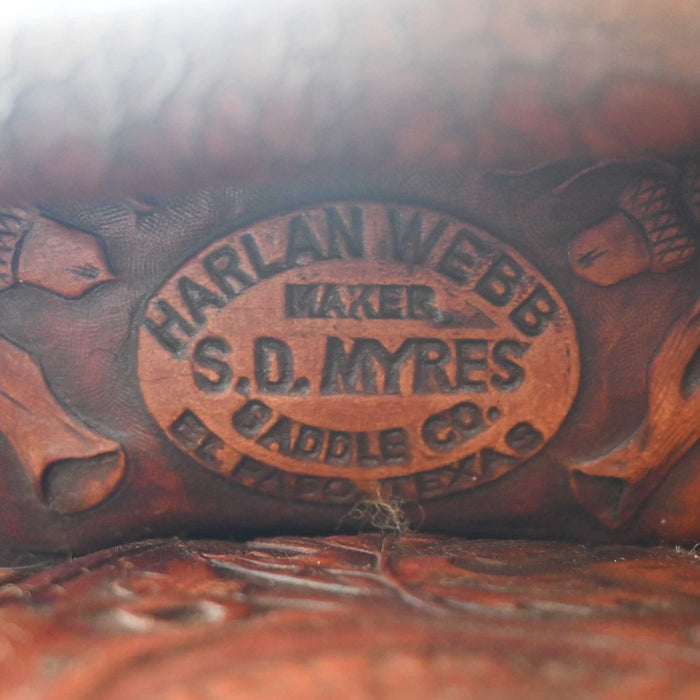 HARLAN WEBB
MAKER
S.D. MYRES
SADDLE CO.
EL PASO, TEXAS